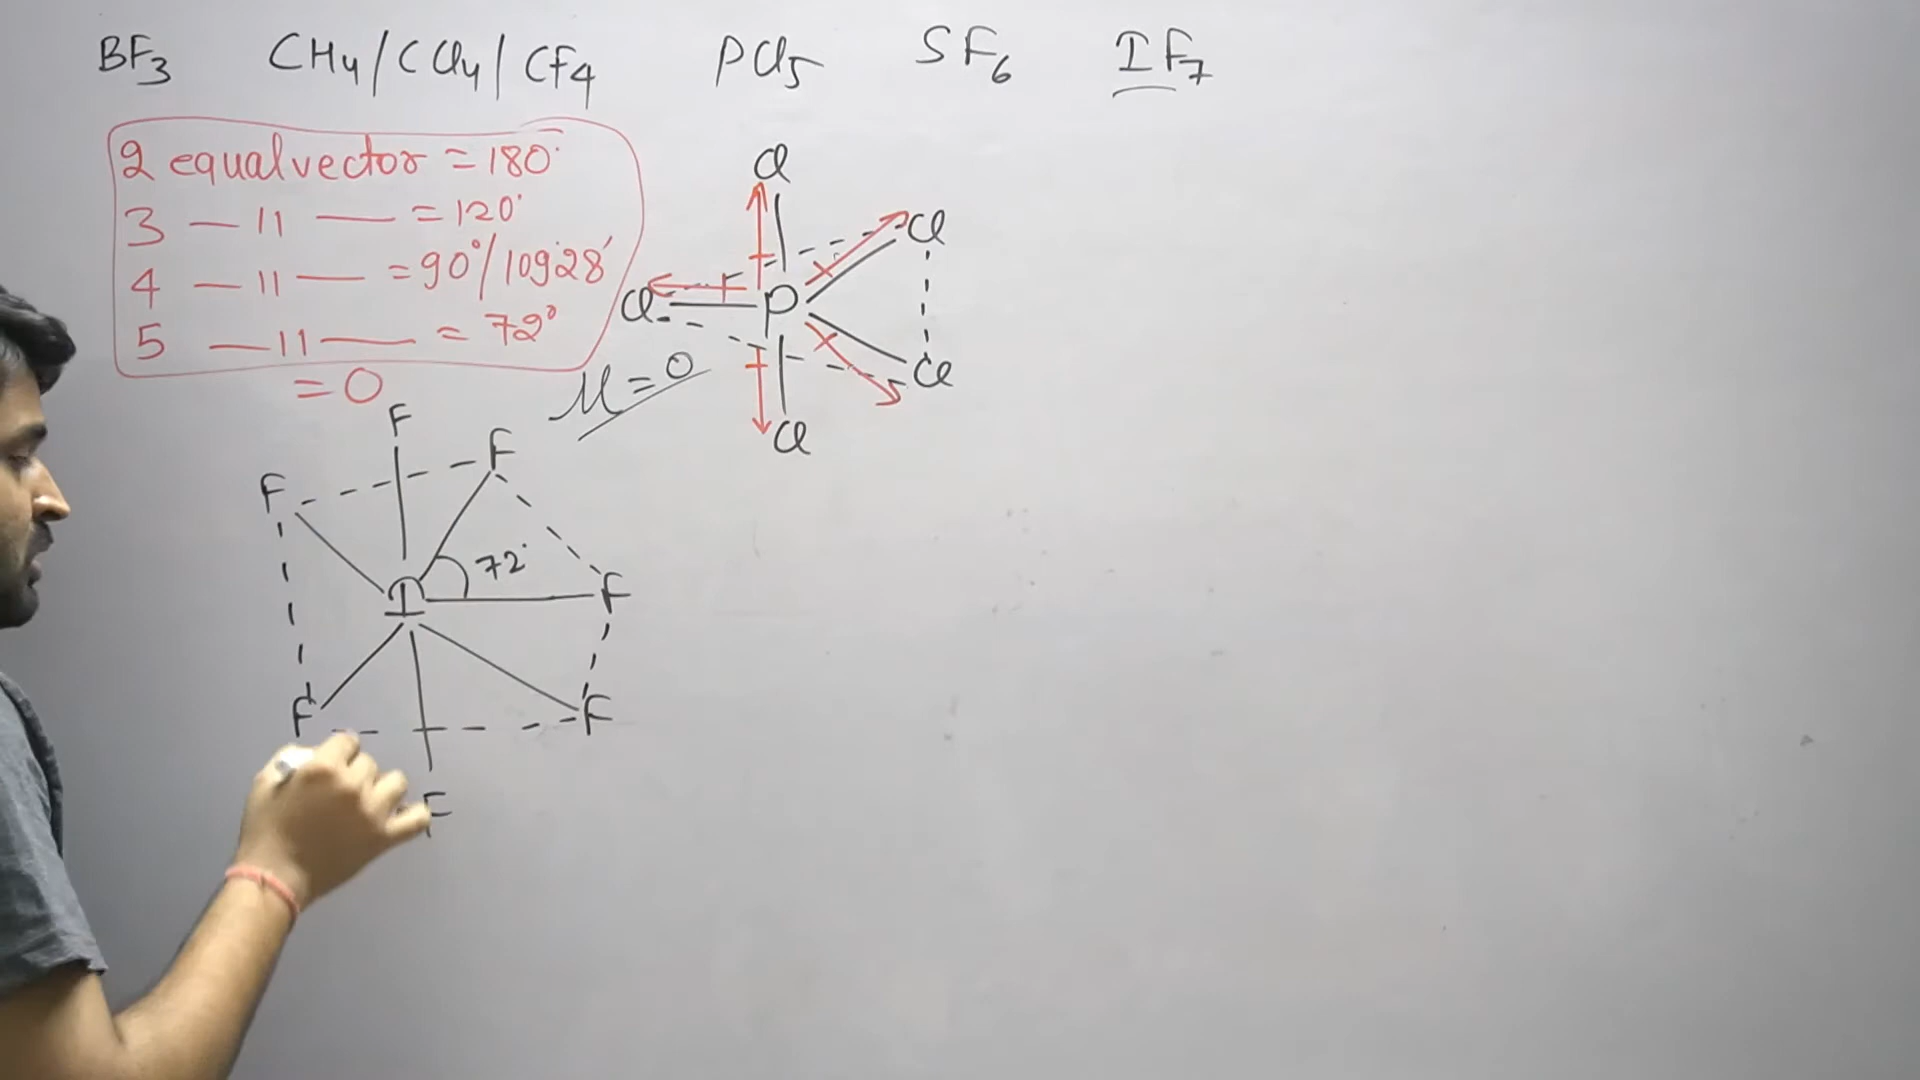 BF3 CH4/CCl4/CF4 PCl5 SF6 IF7
2 equal vector = 180°
3 — 11 — = 120°
4 — 11 — = 90°/109°28'
5 — 11 — = 72°
= 0
μ = 0
Cl
Cl
Cl P
Cl
Cl
F
F
F
72°
I F
F F
F